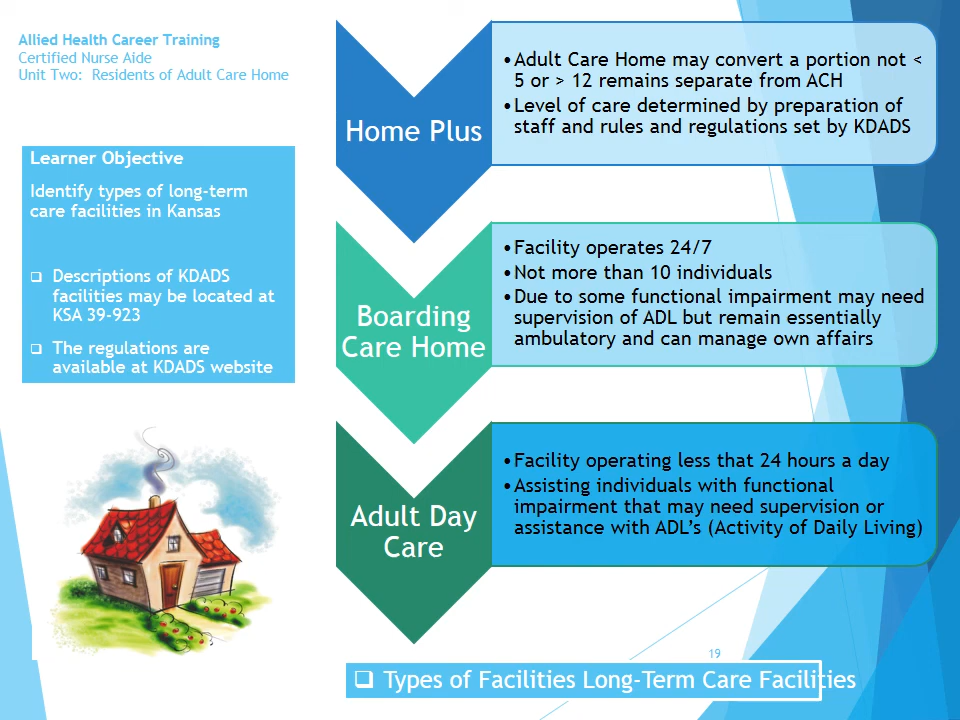 Allied Health Career Training
Certified Nurse Aide
Unit Two:  Residents of Adult Care Home
Learner Objective
Identify types of long-term
care facilities in Kansas
❑ Descriptions of KDADS
facilities may be located at
KSA 39-923
❑ The regulations are
available at KDADS website
Home Plus
•Adult Care Home may convert a portion not <
5 or > 12 remains separate from ACH
•Level of care determined by preparation of
staff and rules and regulations set by KDADS
Boarding
Care Home
•Facility operates 24/7
•Not more than 10 individuals
•Due to some functional impairment may need
supervision of ADL but remain essentially
ambulatory and can manage own affairs
Adult Day
Care
•Facility operating less that 24 hours a day
•Assisting individuals with functional
impairment that may need supervision or
assistance with ADL’s (Activity of Daily Living)
19
❑ Types of Facilities Long-Term Care Facilities